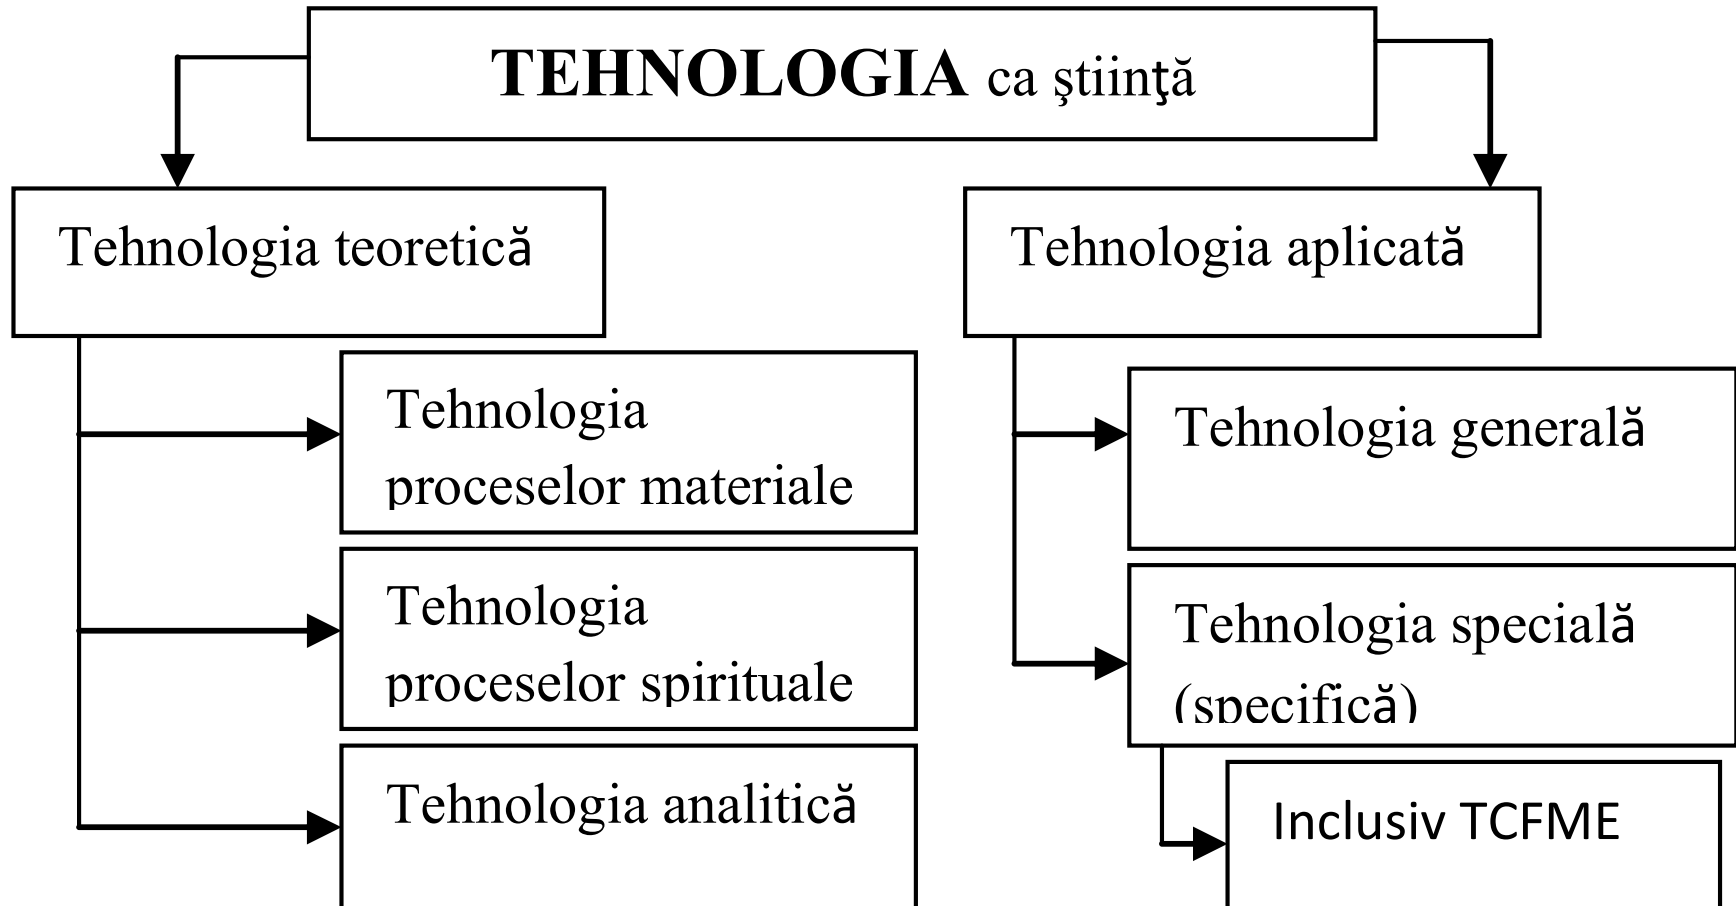 TEHNOLOGIA ca ştiinţă
Tehnologia teoretică
Tehnologia proceselor materiale
Tehnologia proceselor spirituale
Tehnologia analitică
Tehnologia aplicată
Tehnologia generală
Tehnologia specială
(specifică)
Inclusiv TCFME